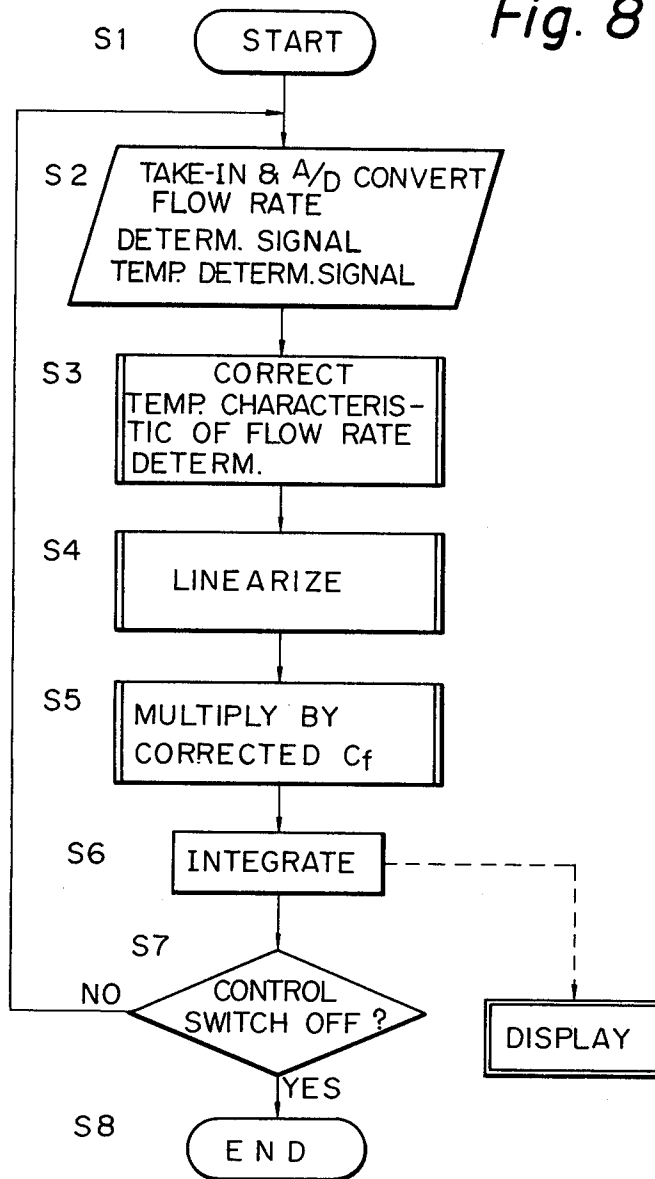 Fig. 8
S1
START
S2
TAKE-IN & A/D CONVERT
FLOW RATE
DETERM. SIGNAL
TEMP. DETERM. SIGNAL
S3
CORRECT
TEMP. CHARACTERIS-
TIC OF FLOW RATE
DETERM.
S4
LINEARIZE
S5
MULTIPLY BY
CORRECTED Cf
S6
INTEGRATE
S7
NO
CONTROL
SWITCH OFF ?
DISPLAY
YES
S8
END